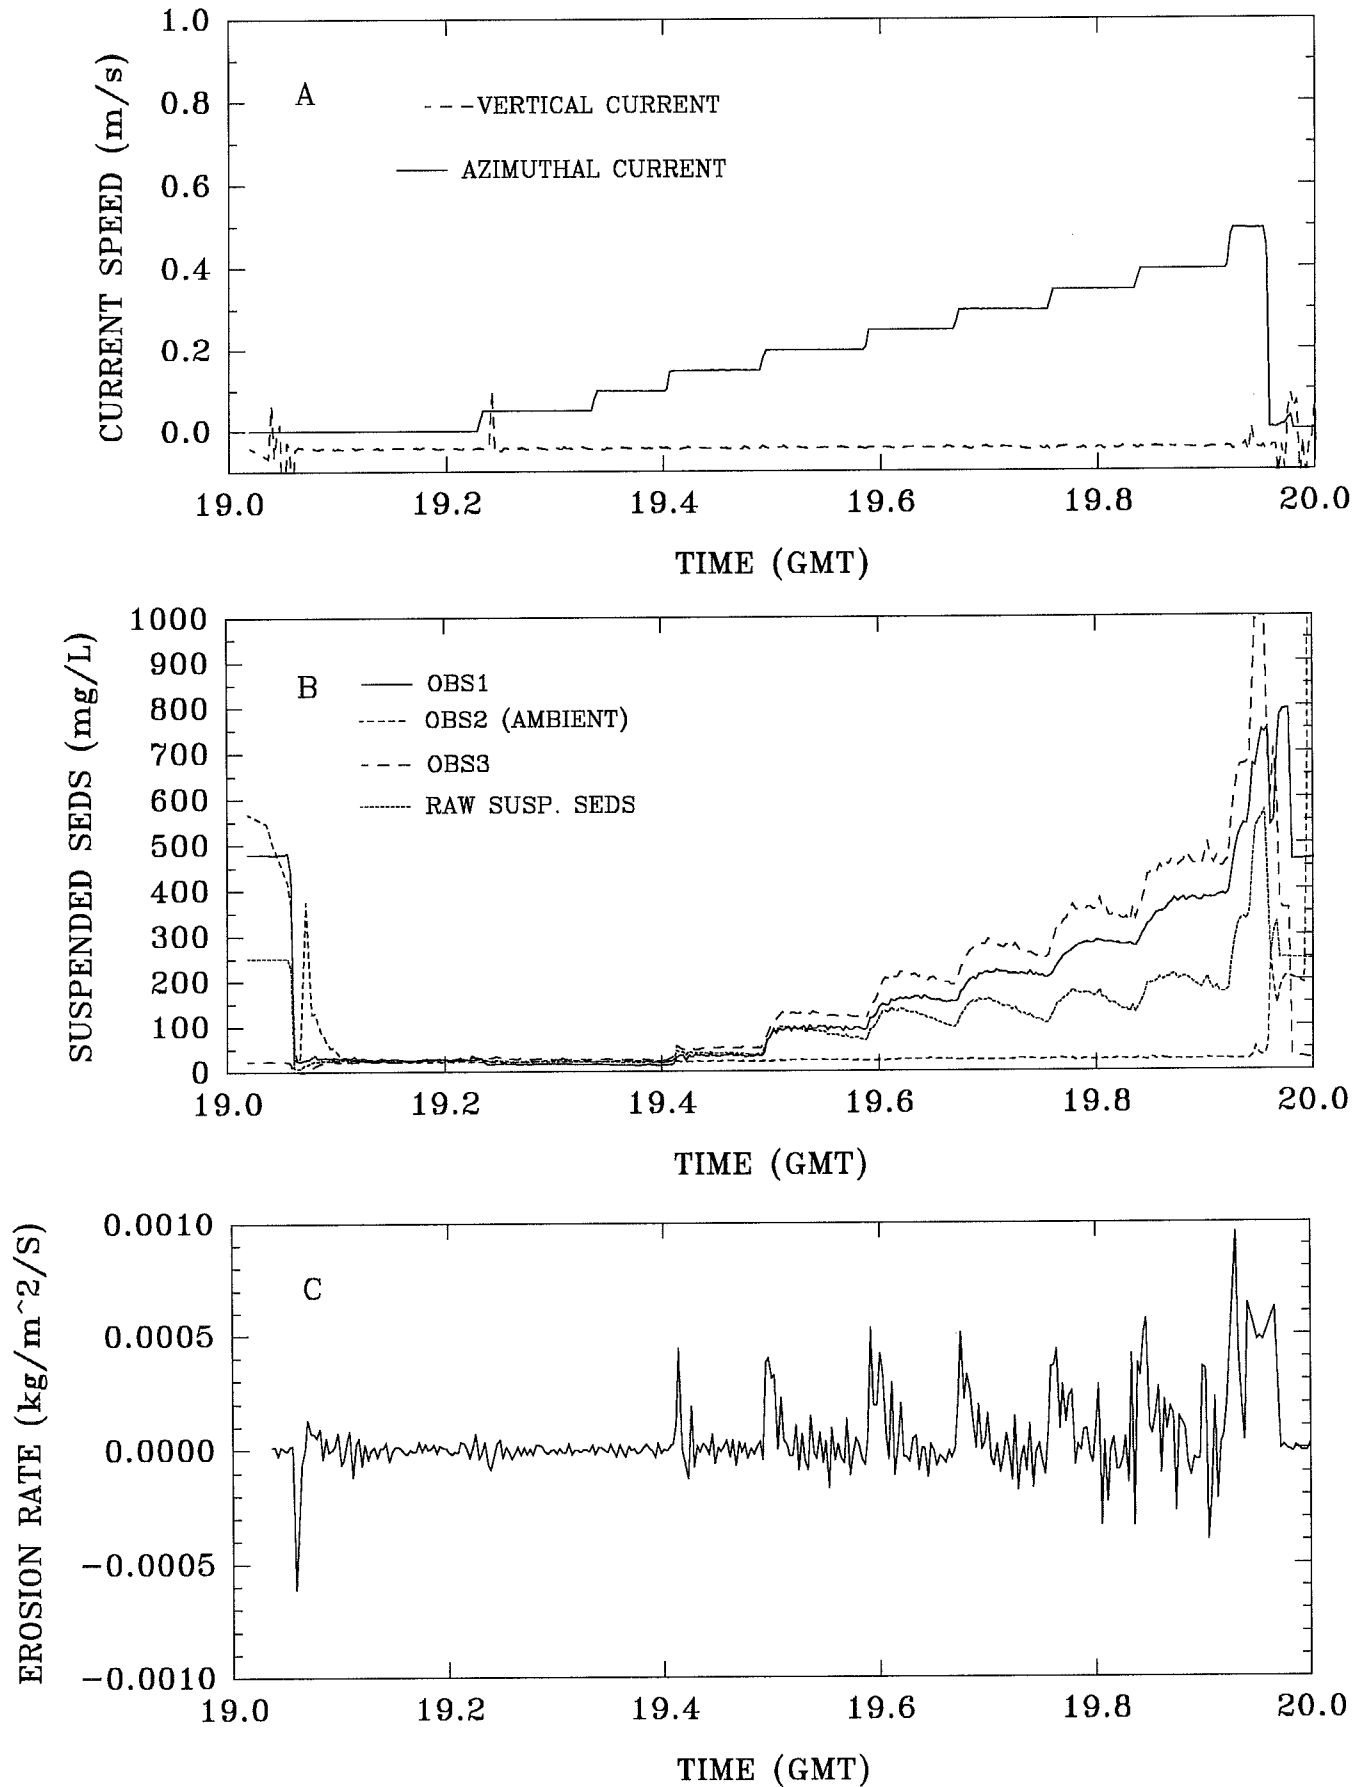 1.0
0.8
0.6
0.4
0.2
0.0
CURRENT SPEED (m/s)
A
VERTICAL CURRENT
AZIMUTHAL CURRENT
19.0 19.2 19.4 19.6 19.8 20.0
TIME (GMT)
1000
900
800
700
600
500
400
300
200
100
0
SUSPENDED SEDS (mg/L)
B
OBS1
OBS2 (AMBIENT)
OBS3
RAW SUSP. SEDS
19.0 19.2 19.4 19.6 19.8 20.0
TIME (GMT)
0.0010
0.0005
0.0000
−0.0005
−0.0010
EROSION RATE (kg/m^2/S)
C
19.0 19.2 19.4 19.6 19.8 20.0
TIME (GMT)